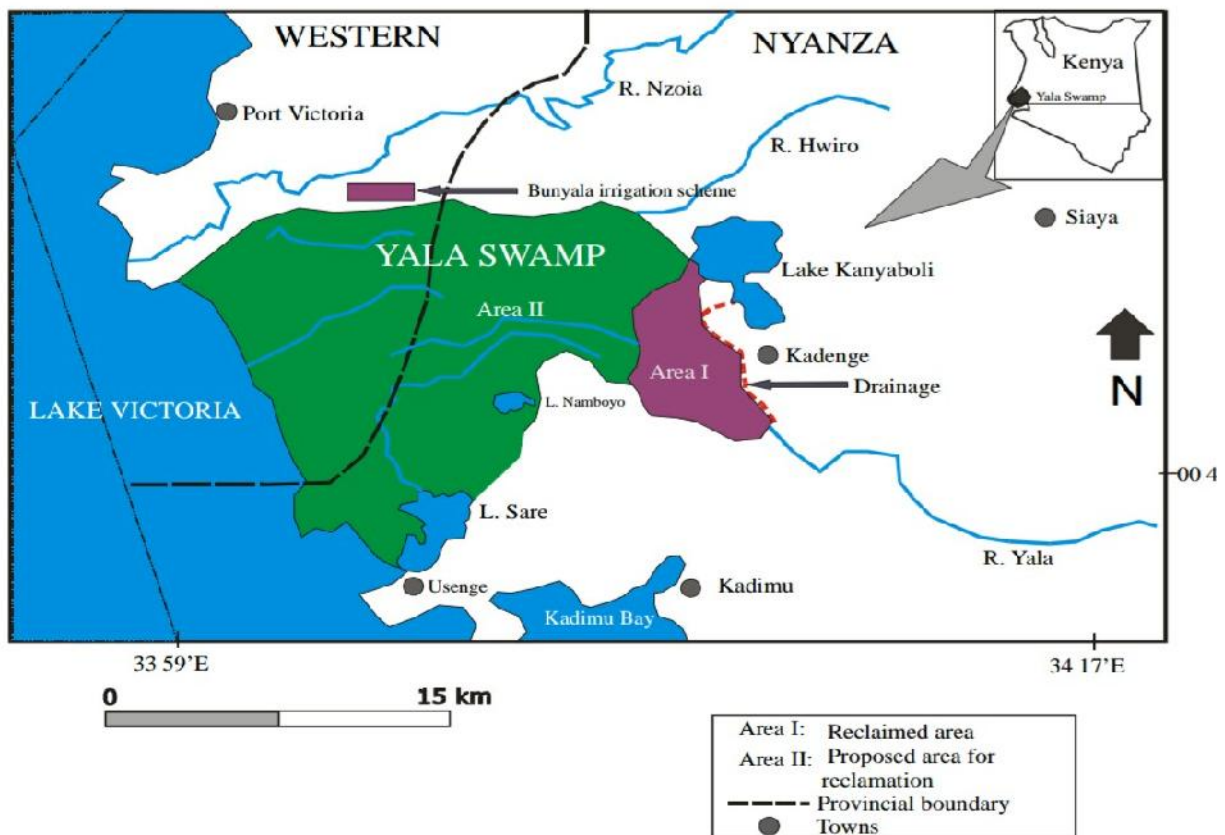 WESTERN
NYANZA
Kenya
Yala Swamp
R. Nzoia
Port Victoria
R. Hwiro
Bunyala irrigation scheme
Siaya
YALA SWAMP
Lake Kanyaboli
Area II
Kadenge
Area I
Drainage
L. Namboyo
N
LAKE VICTORIA
00 4
L. Sare
R. Yala
Usenge
Kadimu
Kadimu Bay
33 59'E
34 17'E
0 15 km
Area I: Reclaimed area
Area II: Proposed area for
reclamation
Provincial boundary
Towns